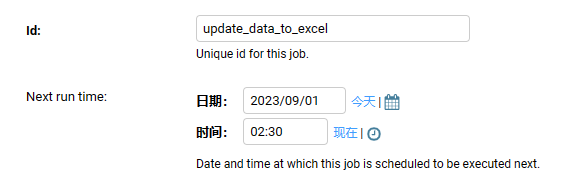 Id: update_data_to_excel
Unique id for this job.
Next run time: 日期： 2023/09/01 今天 |
时间： 02:30 现在 |
Date and time at which this job is scheduled to be executed next.